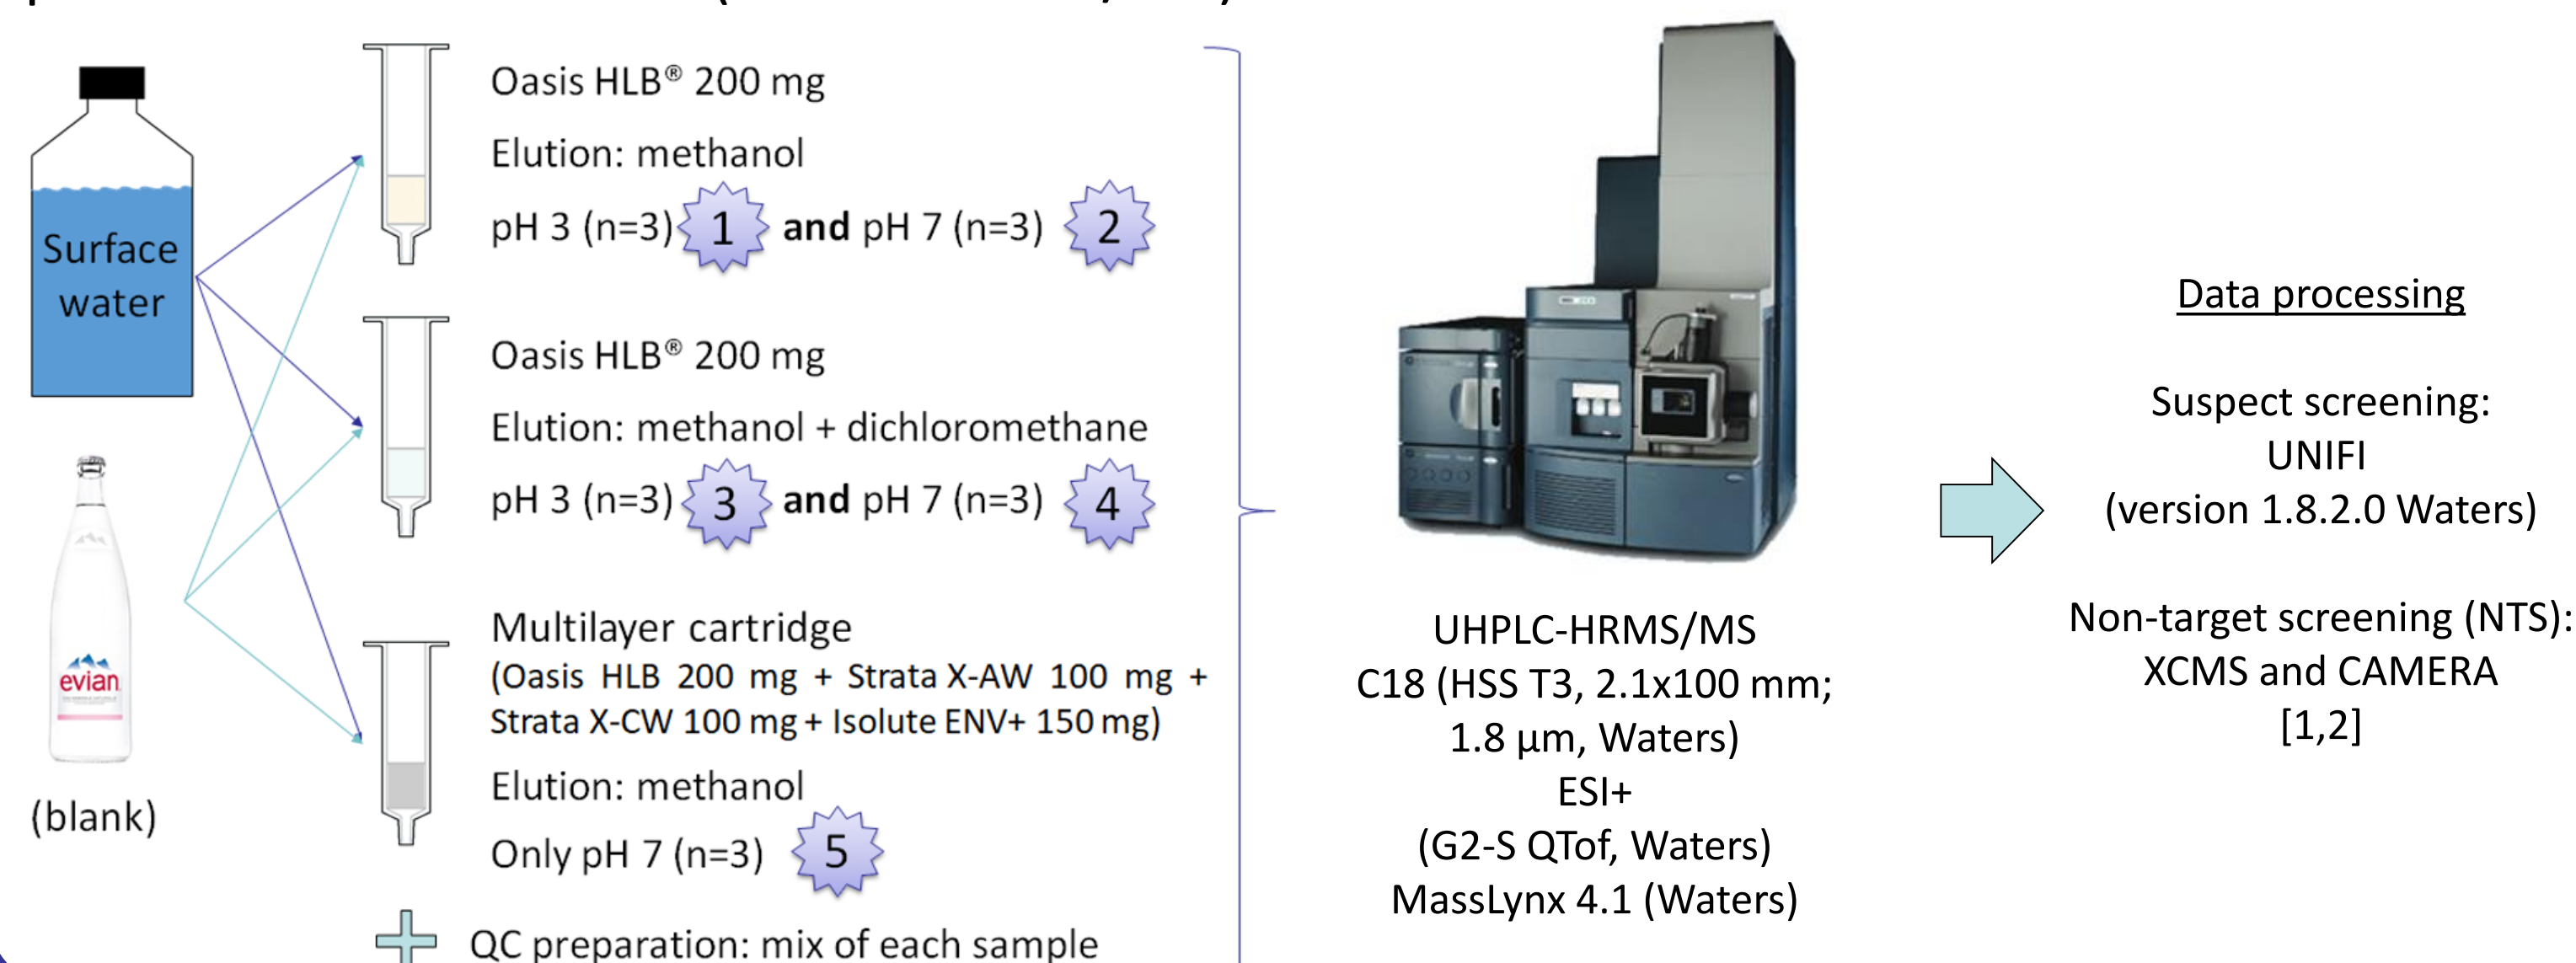 Surface
water
evian
(blank)
Oasis HLB® 200 mg
Elution: methanol
pH 3 (n=3) 1 and pH 7 (n=3) 2
Oasis HLB® 200 mg
Elution: methanol + dichloromethane
pH 3 (n=3) 3 and pH 7 (n=3) 4
Multilayer cartridge
(Oasis HLB 200 mg + Strata X-AW 100 mg +
Strata X-CW 100 mg + Isolute ENV+ 150 mg)
Elution: methanol
Only pH 7 (n=3) 5
QC preparation: mix of each sample
UHPLC-HRMS/MS
C18 (HSS T3, 2.1x100 mm;
1.8 µm, Waters)
ESI+
(G2-S QTof, Waters)
MassLynx 4.1 (Waters)
Data processing
Suspect screening:
UNIFI
(version 1.8.2.0 Waters)
Non-target screening (NTS):
XCMS and CAMERA
[1,2]